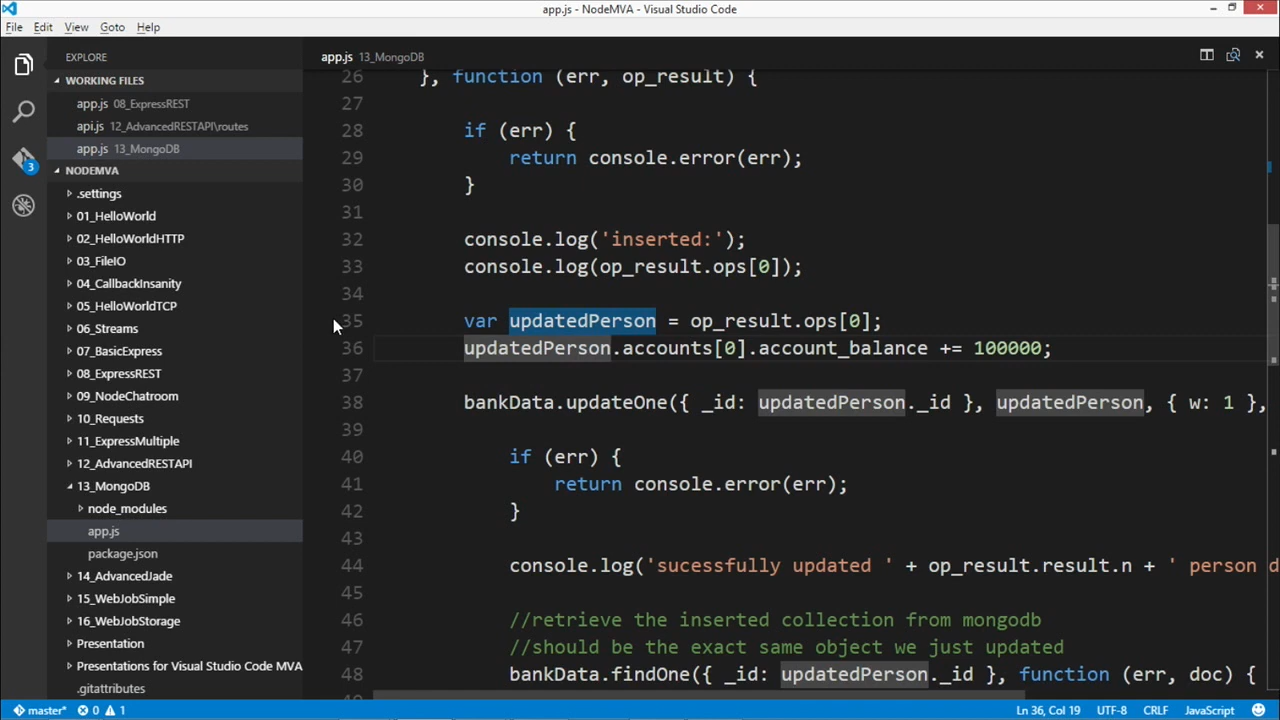 app.js - NodeMVA - Visual Studio Code
File Edit View Goto Help
EXPLORE
WORKING FILES
app.js 08_ExpressREST
api.js 12_AdvancedRESTAPI\routes
app.js 13_MongoDB
NODEMVA
.settings
01_HelloWorld
02_HelloWorldHTTP
03_FileIO
04_CallbackInsanity
05_HelloWorldTCP
06_Streams
07_BasicExpress
08_ExpressREST
09_NodeChatroom
10_Requests
11_ExpressMultiple
12_AdvancedRESTAPI
13_MongoDB
node_modules
app.js
package.json
14_AdvancedJade
15_WebJobSimple
16_WebJobStorage
Presentation
Presentations for Visual Studio Code MVA
.gitattributes
3
app.js 13_MongoDB
26 }, function (err, op_result) {
27
28 if (err) {
29 return console.error(err);
30 }
31
32 console.log('inserted:');
33 console.log(op_result.ops[0]);
34
35 var updatedPerson = op_result.ops[0];
36 updatedPerson.accounts[0].account_balance += 100000;
37
38 bankData.updateOne({ _id: updatedPerson._id }, updatedPerson, { w: 1 },
39
40 if (err) {
41 return console.error(err);
42 }
43
44 console.log('sucessfully updated ' + op_result.result.n + ' person d
45
46 //retrieve the inserted collection from mongodb
47 //should be the exact same object we just updated
48 bankData.findOne({ _id: updatedPerson._id }, function (err, doc) {
master* 0 1 Ln 36, Col 19 UTF-8 CRLF JavaScript